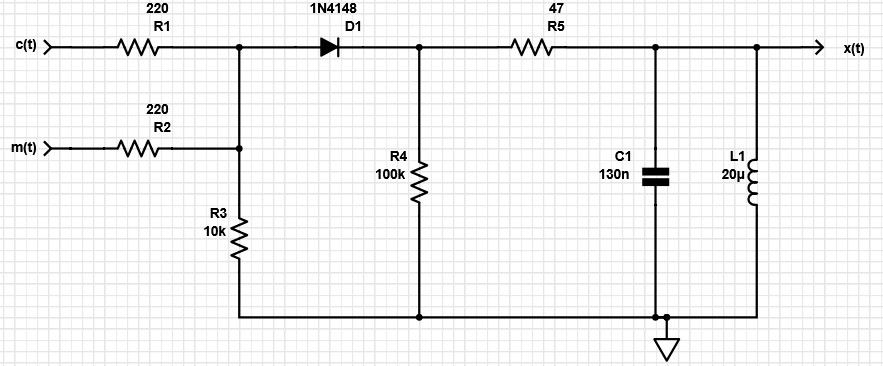 220
R1
1N4148
D1
47
R5
c(t)
x(t)
220
R2
m(t)
R4
100k
C1
130n
L1
20μ
R3
10k